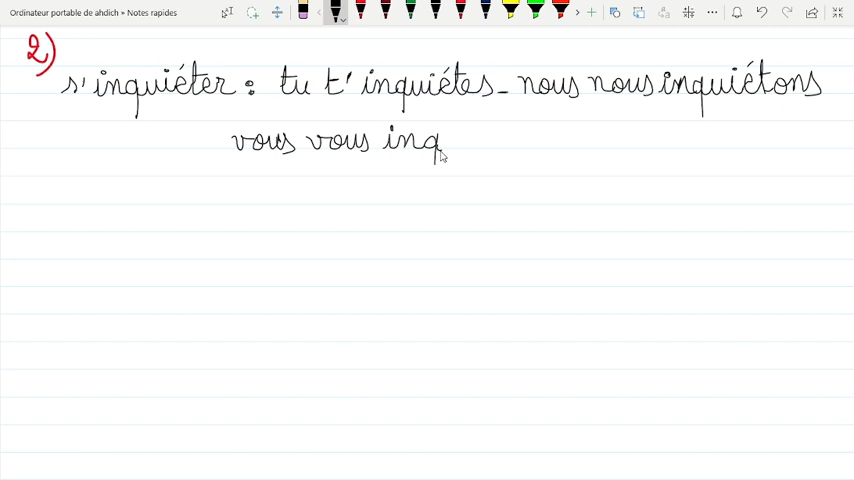 Ordinateur portable de ahdich » Notes rapides
2)
s'inquiéter : tu t'inquiétes - nous nous inquiétons
vous vous inq